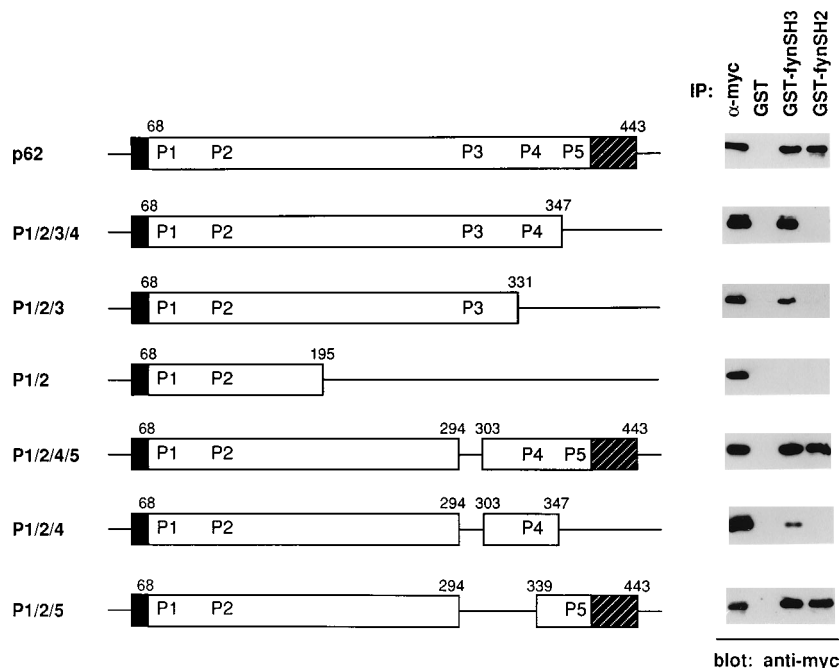 IP:
α-myc
GST
GST-fynSH3
GST-fynSH2
68 443
p62 P1 P2 P3 P4 P5
68 347
P1/2/3/4 P1 P2 P3 P4
68 331
P1/2/3 P1 P2 P3
68 195
P1/2 P1 P2
68 294 303 443
P1/2/4/5 P1 P2 P4 P5
68 294 303 347
P1/2/4 P1 P2 P4
68 294 339 443
P1/2/5 P1 P2 P5
blot: anti-myc